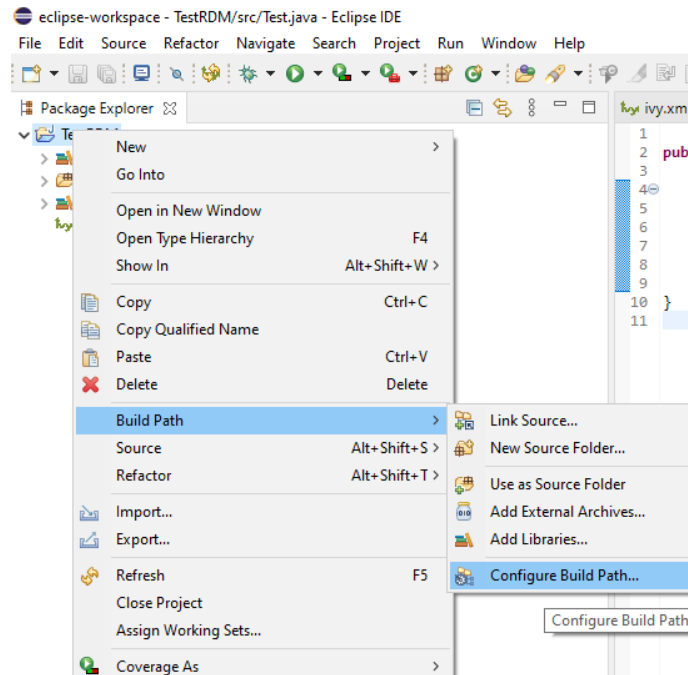 eclipse-workspace - TestRDM/src/Test.java - Eclipse IDE
File Edit Source Refactor Navigate Search Project Run Window Help
Package Explorer
ivy.xm
New
Go Into
Open in New Window
Open Type Hierarchy F4
Show In Alt+Shift+W >
Copy Ctrl+C
Copy Qualified Name
Paste Ctrl+V
Delete Delete
Build Path >
Source Alt+Shift+S >
Refactor Alt+Shift+T >
Import...
Export...
Refresh F5
Close Project
Assign Working Sets...
Coverage As >
Link Source...
New Source Folder...
Use as Source Folder
Add External Archives...
Add Libraries...
Configure Build Path...
Configure Build Path
1
2 pub
3
4
5
6
7
8
9
10 }
11